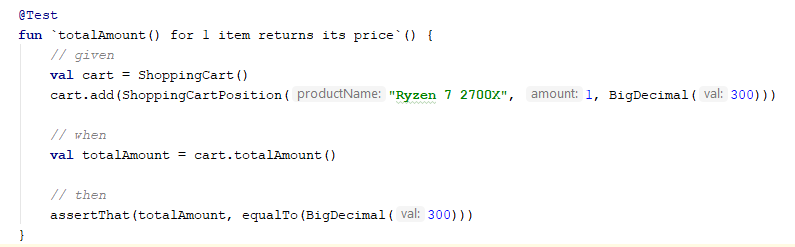 @Test
fun `totalAmount() for 1 item returns its price`() {
// given
val cart = ShoppingCart()
cart.add(ShoppingCartPosition( productName: "Ryzen 7 2700X", amount: 1, BigDecimal( val: 300)))
// when
val totalAmount = cart.totalAmount()
// then
assertThat(totalAmount, equalTo(BigDecimal( val: 300)))
}